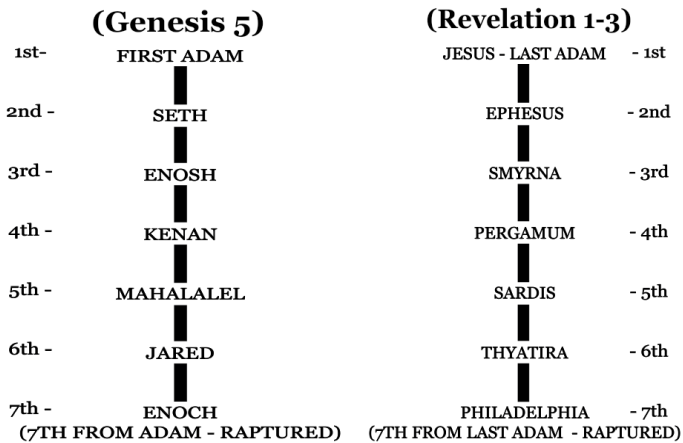 (Genesis 5) (Revelation 1-3)
1st- FIRST ADAM JESUS - LAST ADAM - 1st
2nd - SETH EPHESUS - 2nd
3rd - ENOSH SMYRNA - 3rd
4th - KENAN PERGAMUM - 4th
5th - MAHALALEL SARDIS - 5th
6th - JARED THYATIRA - 6th
7th - ENOCH PHILADELPHIA - 7th
(7TH FROM ADAM - RAPTURED) (7TH FROM LAST ADAM - RAPTURED)